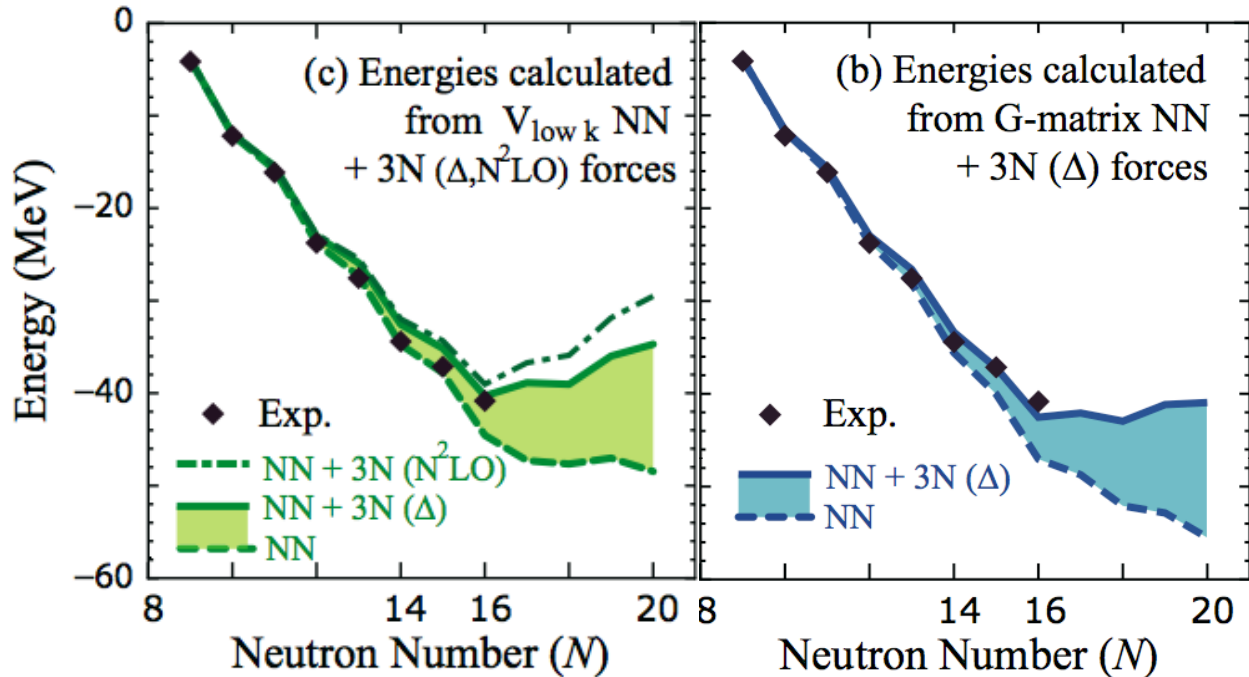 0
−20
−40
−60
Energy (MeV)
(c) Energies calculated
from V_low k NN
+ 3N (Δ,N²LO) forces
Exp.
NN + 3N (N²LO)
NN + 3N (Δ)
NN
8
14
16
20
Neutron Number (N)
(b) Energies calculated
from G-matrix NN
+ 3N (Δ) forces
Exp.
NN + 3N (Δ)
NN
8
14
16
20
Neutron Number (N)